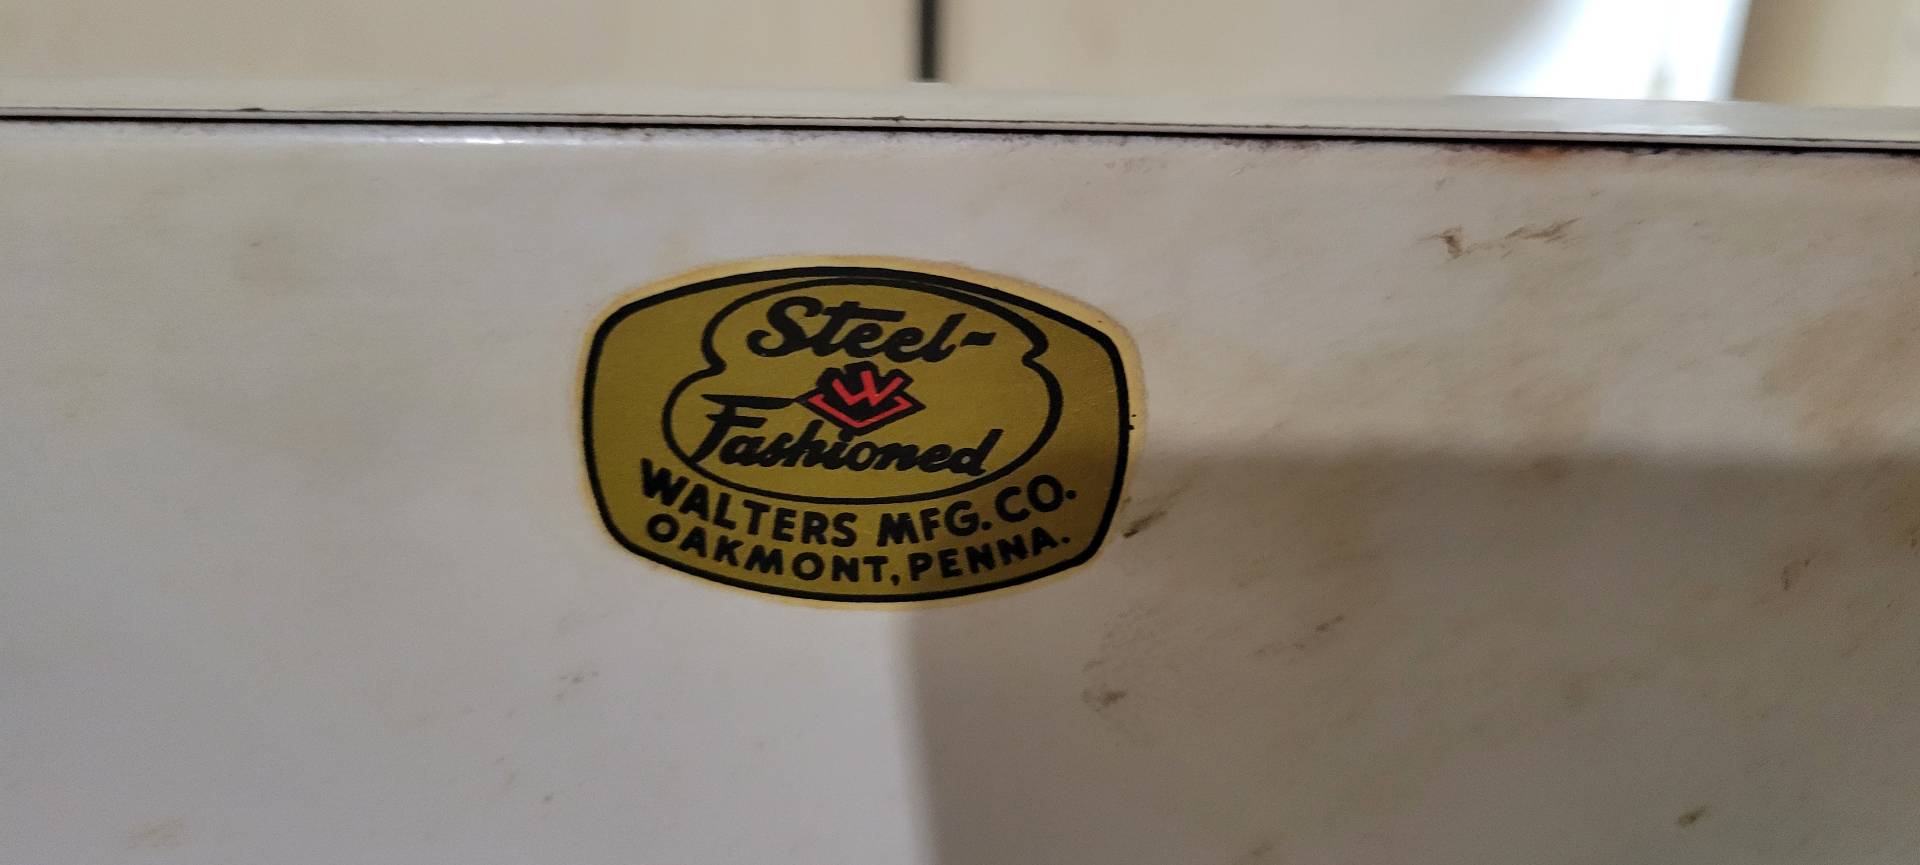 Steel-
W
Fashioned
WALTERS MFG. CO.
OAKMONT, PENNA.